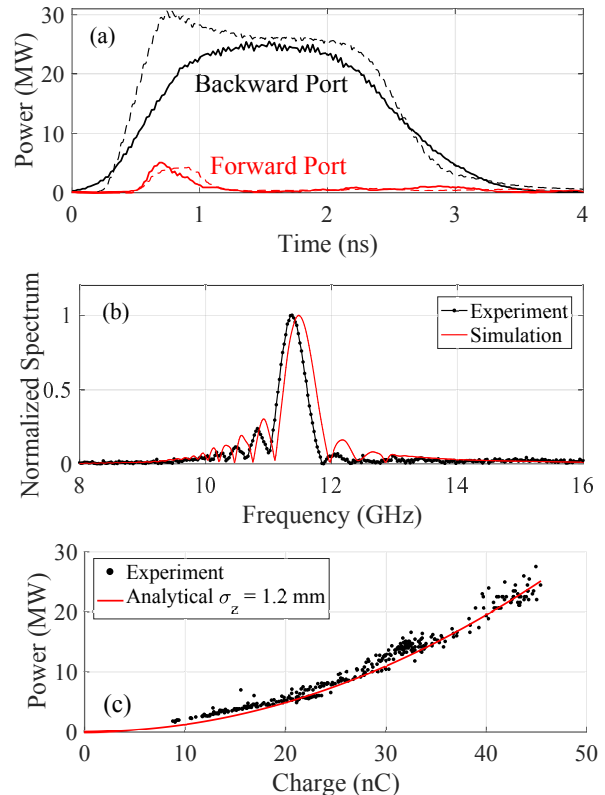 (a)
Power (MW)
30
20
10
0
Backward Port
Forward Port
0 1 2 3 4
Time (ns)
(b)
Normalized Spectrum
1
0.5
0
Experiment
Simulation
8 10 12 14 16
Frequency (GHz)
(c)
Power (MW)
30
20
10
0
Experiment
Analytical σz = 1.2 mm
0 10 20 30 40 50
Charge (nC)